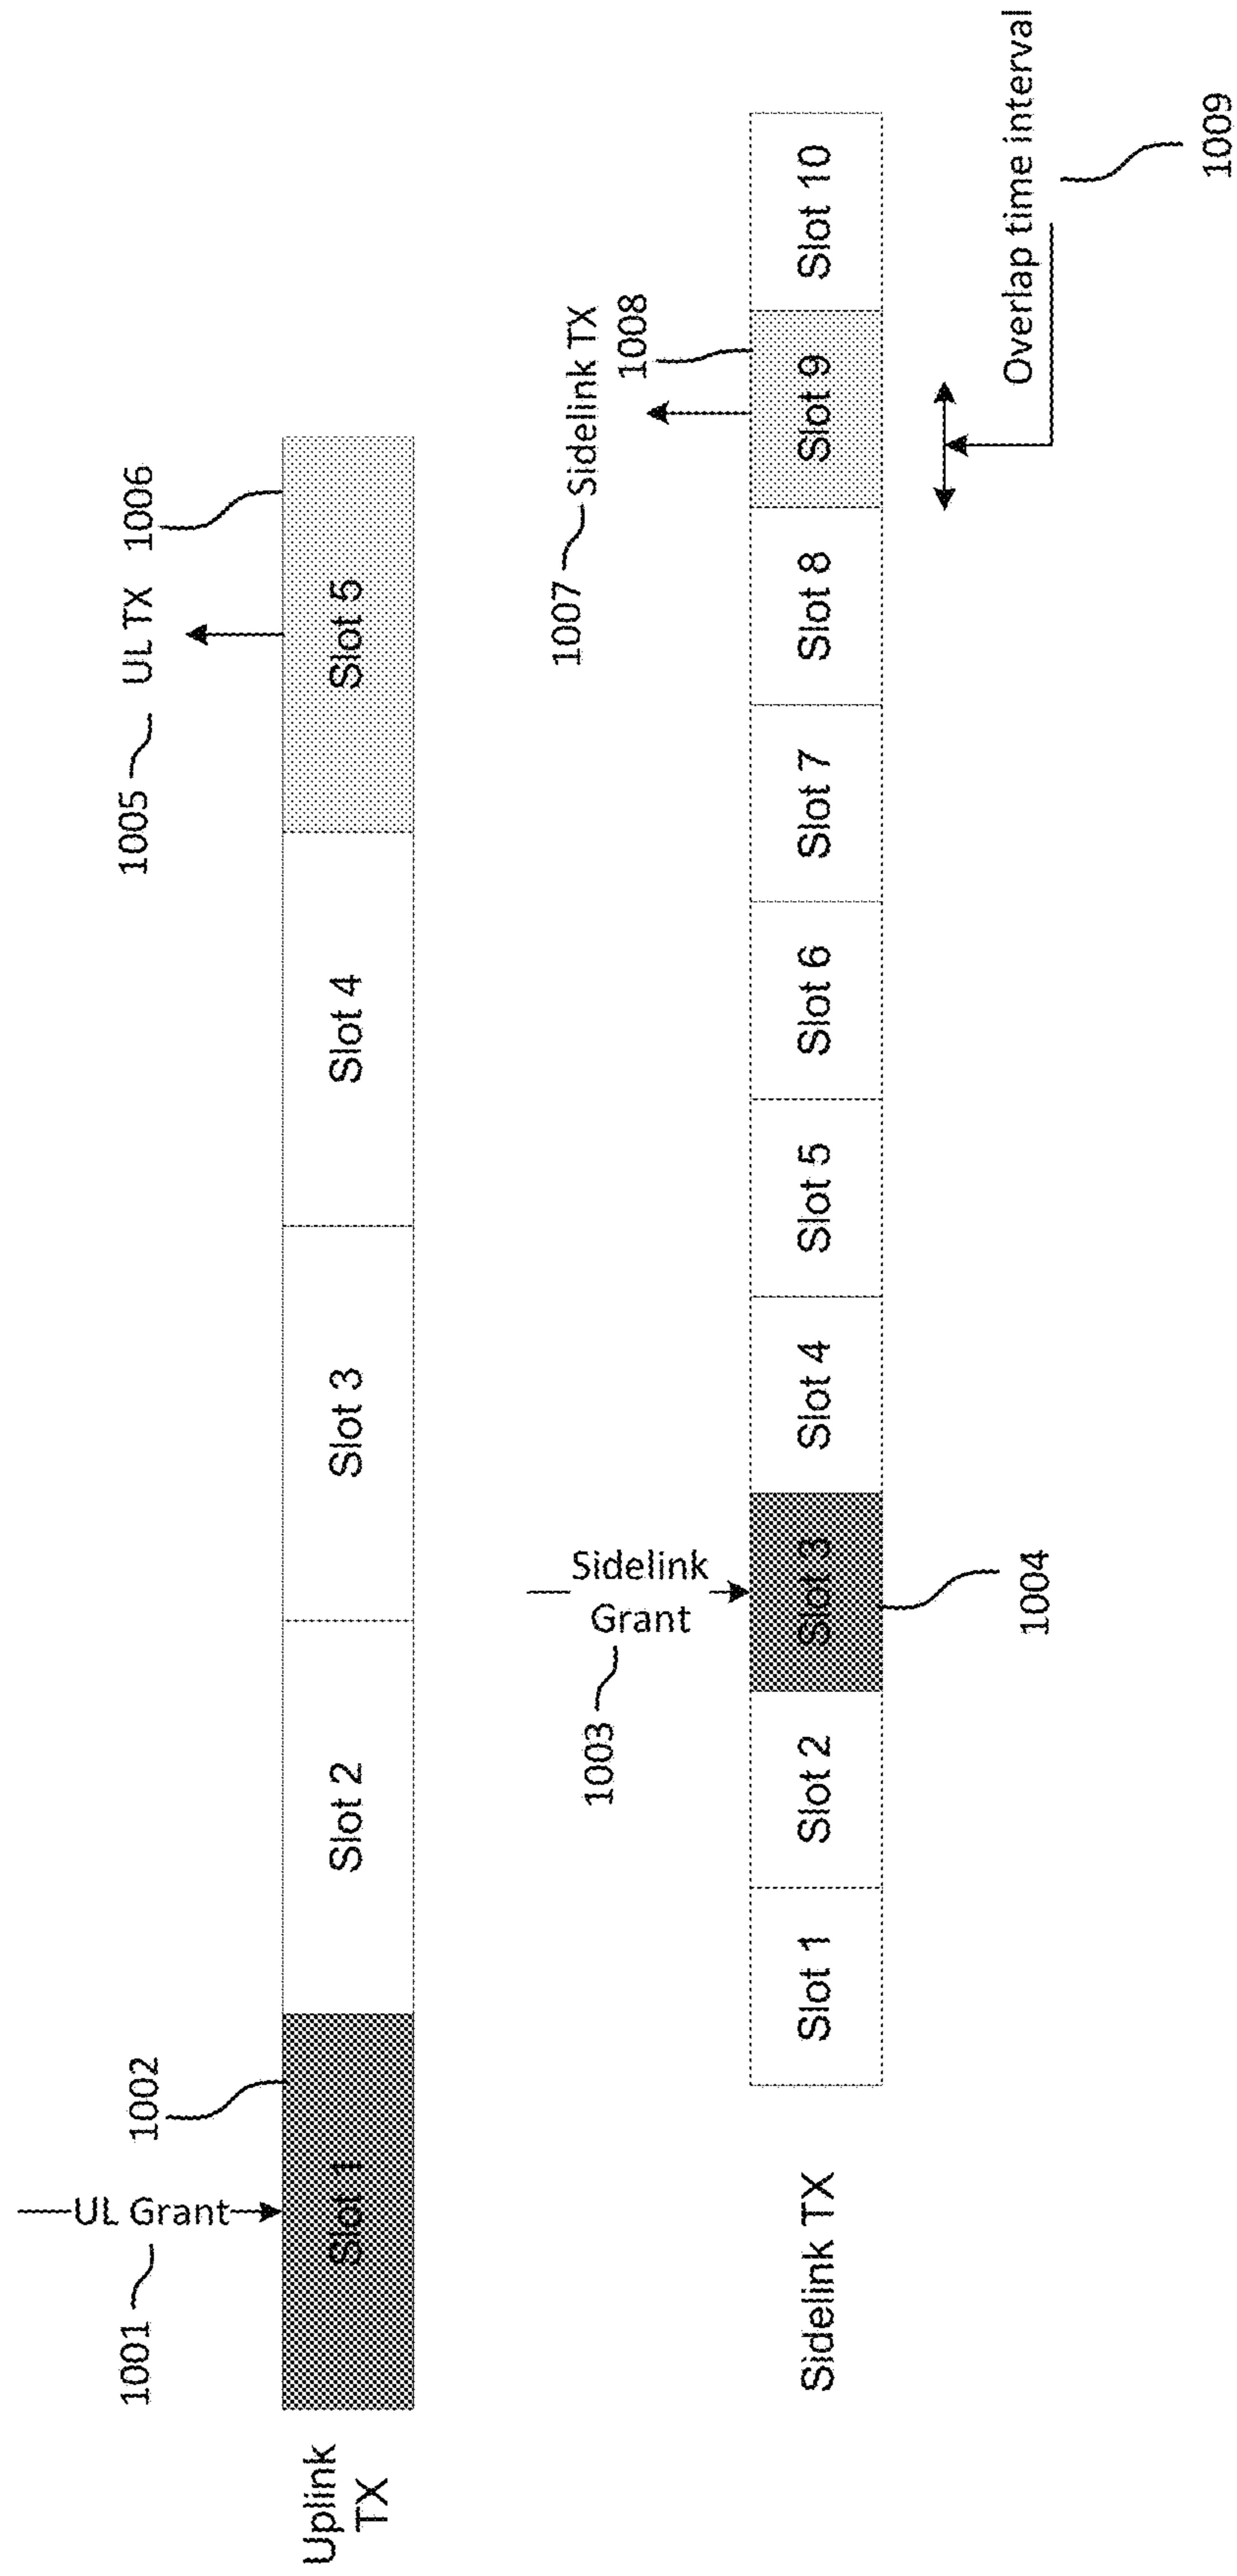 1001
UL Grant
1002
1005
UL TX
1006
Uplink
TX
Slot 1
Slot 2
Slot 3
Slot 4
Slot 5
1003
Sidelink
Grant
1007
Sidelink TX
1008
Sidelink TX
Slot 1
Slot 2
Slot 3
Slot 4
Slot 5
Slot 6
Slot 7
Slot 8
Slot 9
Slot 10
1004
Overlap time interval
1009